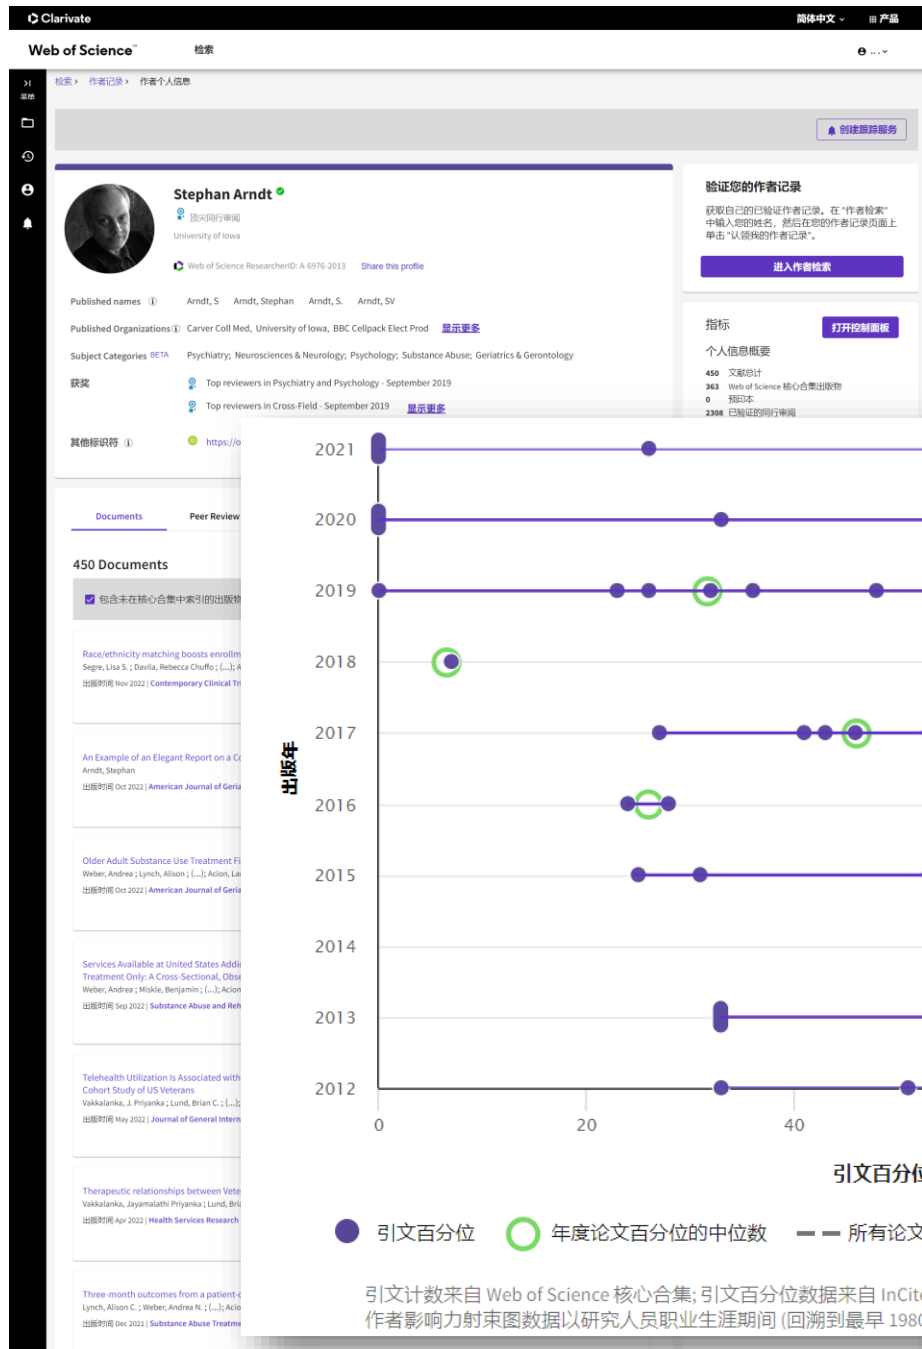 Clarivate
简体中文
产品
Web of Science™
检索
菜单
检索 › 作者记录 › 作者个人信息
创建跟踪服务
Stephan Arndt
顶尖同行审阅
University of Iowa
Web of Science ResearcherID: A-6976-2013 Share this profile
Published names Arndt, S Arndt, Stephan Arndt, S. Arndt, SV
Published Organizations Carver Coll Med, University of Iowa, BBC Cellpack Elect Prod 显示更多
Subject Categories BETA Psychiatry; Neurosciences & Neurology; Psychology; Substance Abuse; Geriatrics & Gerontology
获奖 Top reviewers in Psychiatry and Psychology - September 2019
Top reviewers in Cross-Field - September 2019 显示更多
其他标识符 https://o
验证您的作者记录
获取自己的已验证作者记录。在 "作者检索"
中输入您的姓名，然后在您的作者记录页面上
单击 "认领我的作者记录"。
进入作者检索
指标
打开控制面板
个人信息概要
450 文献总计
363 Web of Science 核心合集出版物
0 预印本
2308 已验证的同行审阅
Documents Peer Review
450 Documents
包含未在核心合集中索引的出版物
Race/ethnicity matching boosts enrollm
Segre, Lisa S. ; Davila, Rebecca Chuffo ; (...); A
出版时间 Nov 2022 | Contemporary Clinical Tri
An Example of an Elegant Report on a Co
Arndt, Stephan
出版时间 Oct 2022 | American Journal of Geria
Older Adult Substance Use Treatment Fi
Weber, Andrea ; Lynch, Alison ; (...); Acion, La
出版时间 Oct 2022 | American Journal of Geria
Services Available at United States Addi
Treatment Only: A Cross-Sectional, Obse
Weber, Andrea ; Miskle, Benjamin ; (...); Acion
出版时间 Sep 2022 | Substance Abuse and Reh
Telehealth Utilization Is Associated with
Cohort Study of US Veterans
Vakkalanka, J. Priyanka ; Lund, Brian C. ; (...);
出版时间 May 2022 | Journal of General Intern
Therapeutic relationships between Vete
Vakkalanka, Jayamalathi Priyanka ; Lund, Bria
出版时间 Apr 2022 | Health Services Research
Three-month outcomes from a patient-c
Lynch, Alison C. ; Weber, Andrea N. ; (...); Acio
出版时间 Dec 2021 | Substance Abuse Treatme
出版年
2021
2020
2019
2018
2017
2016
2015
2014
2013
2012
0 20 40
引文百分位
引文百分位 年度论文百分位的中位数 所有论文
引文计数来自 Web of Science 核心合集; 引文百分位数据来自 InCite
作者影响力射束图数据以研究人员职业生涯期间 (回溯到最早 1980